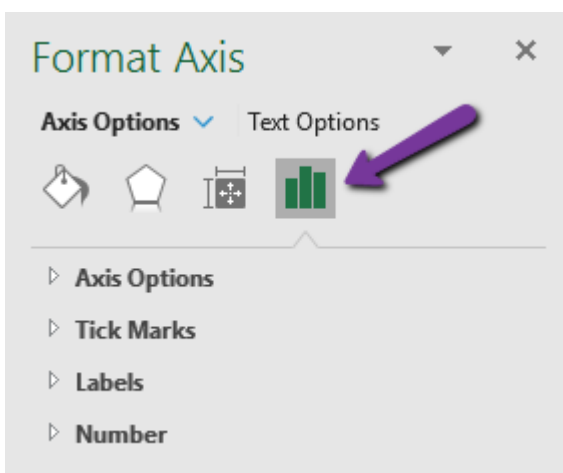 Format Axis
Axis Options Text Options
Axis Options
Tick Marks
Labels
Number